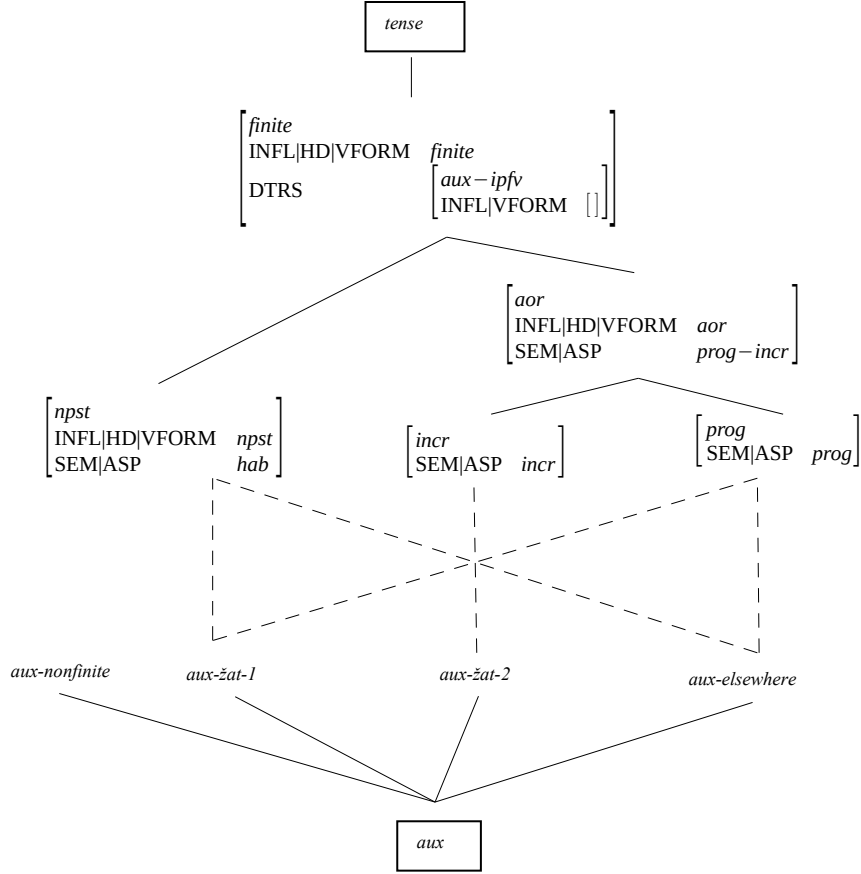 tense
finite
INFL|HD|VFORM finite
DTRS
aux−ipfv
INFL|VFORM []
aor
INFL|HD|VFORM aor
SEM|ASP prog−incr
npst
INFL|HD|VFORM npst
SEM|ASP hab
incr
SEM|ASP incr
prog
SEM|ASP prog
aux-nonfinite
aux-žat-1
aux-žat-2
aux-elsewhere
aux